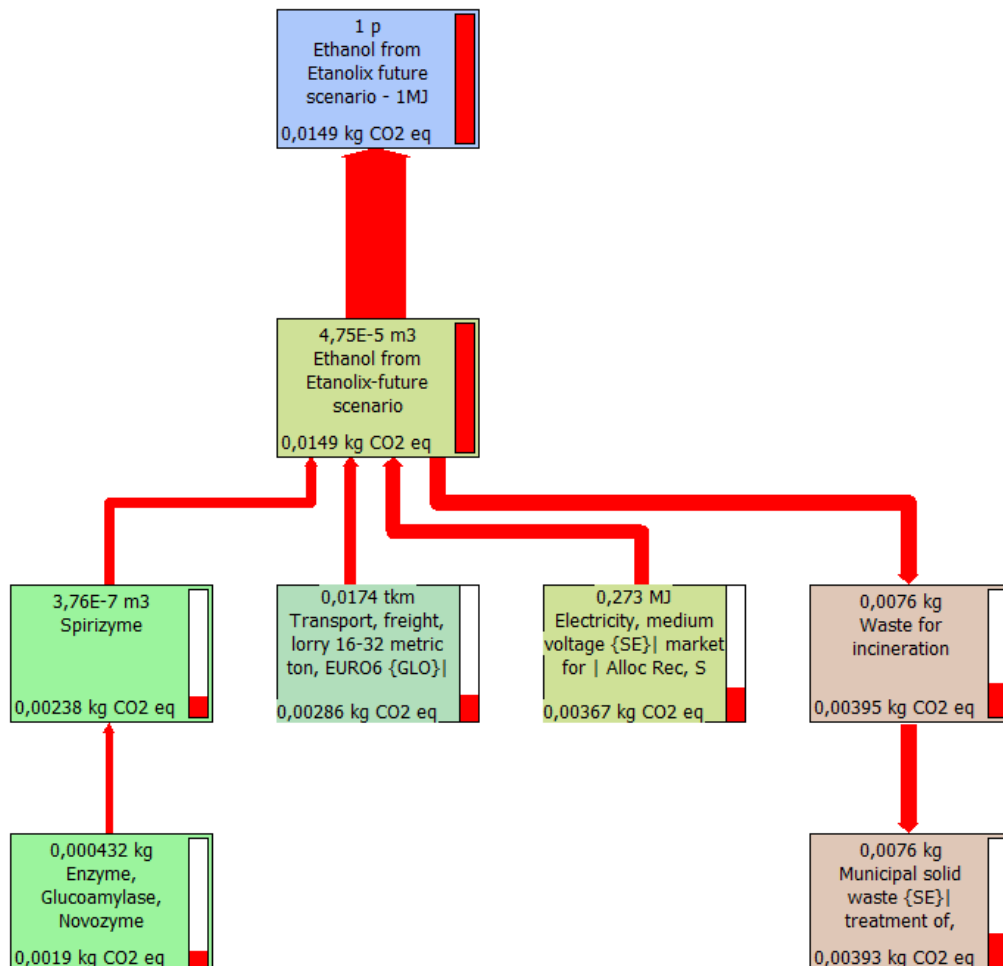 1 p
Ethanol from
Etanolix future
scenario - 1MJ
0,0149 kg CO2 eq
4,75E-5 m3
Ethanol from
Etanolix-future
scenario
0,0149 kg CO2 eq
3,76E-7 m3
Spirizyme
0,00238 kg CO2 eq
0,0174 tkm
Transport, freight,
lorry 16-32 metric
ton, EURO6 {GLO}|
0,00286 kg CO2 eq
0,273 MJ
Electricity, medium
voltage {SE}| market
for | Alloc Rec, S
0,00367 kg CO2 eq
0,0076 kg
Waste for
incineration
0,00395 kg CO2 eq
0,000432 kg
Enzyme,
Glucoamylase,
Novozyme
0,0019 kg CO2 eq
0,0076 kg
Municipal solid
waste {SE}|
treatment of,
0,00393 kg CO2 eq